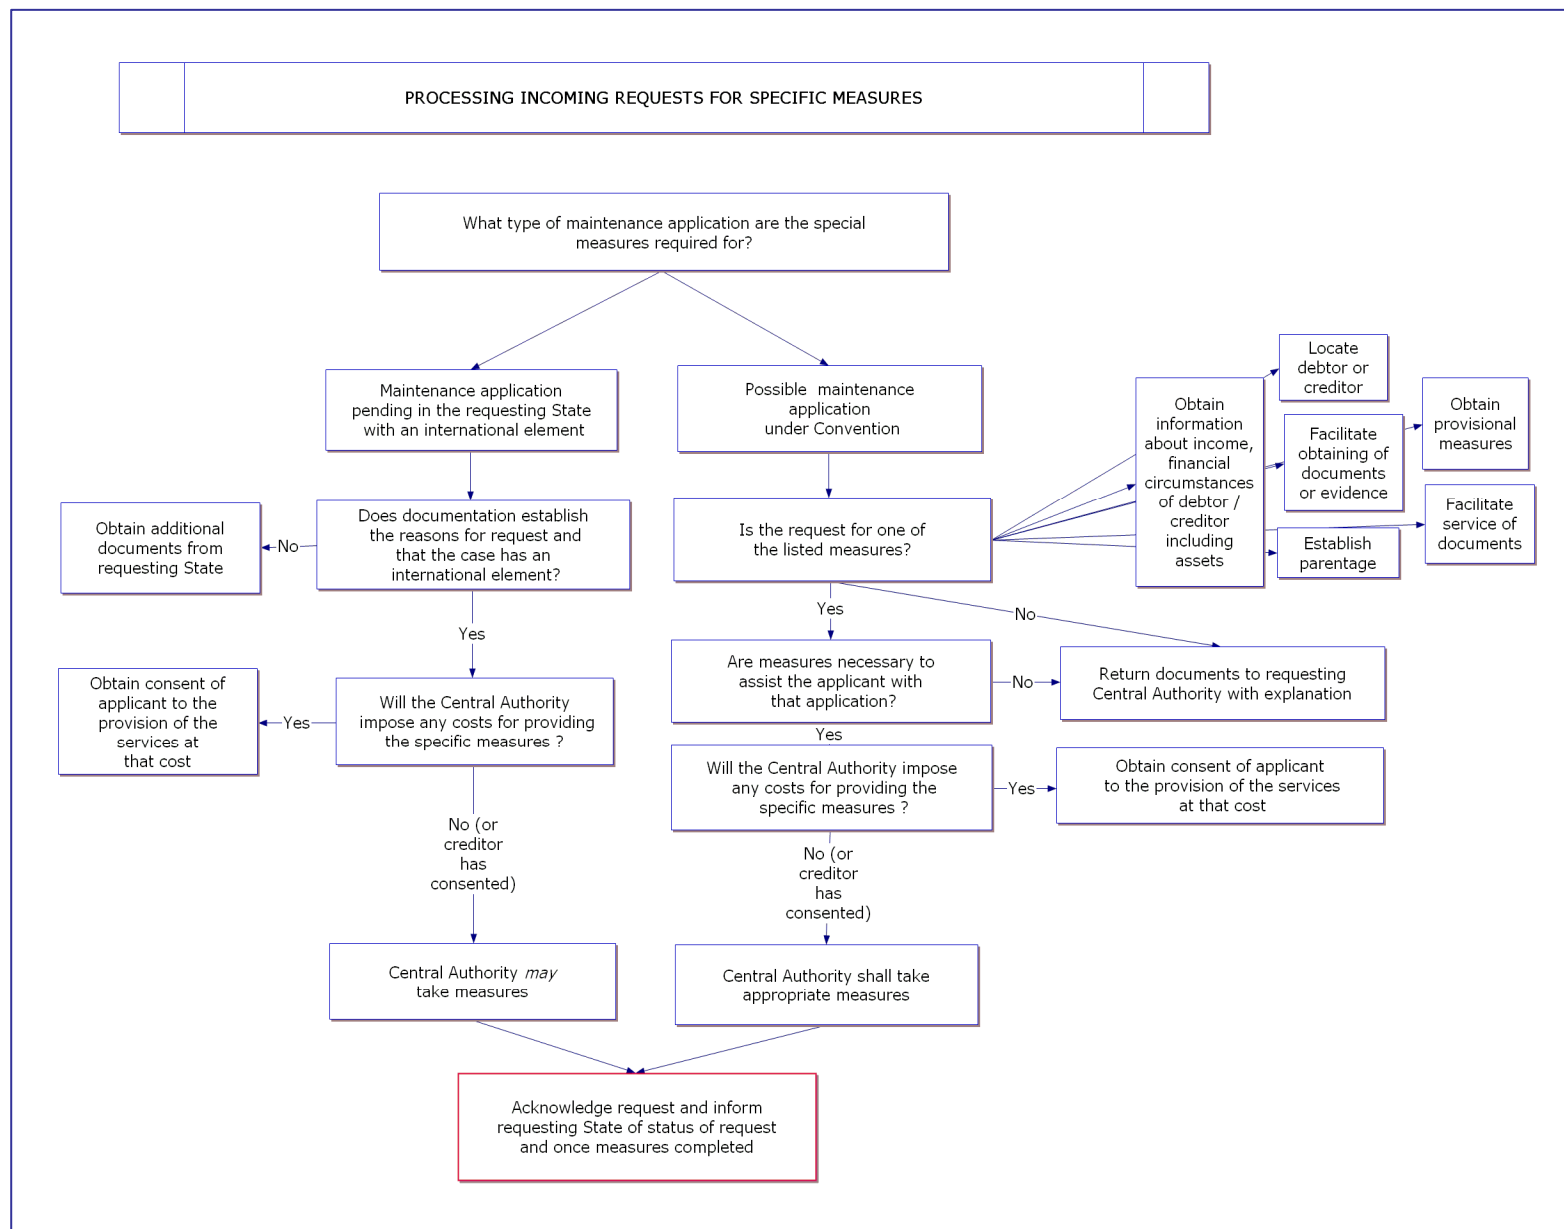 PROCESSING INCOMING REQUESTS FOR SPECIFIC MEASURES
What type of maintenance application are the special
measures required for?
Maintenance application
pending in the requesting State
with an international element
Possible maintenance
application
under Convention
Locate
debtor or
creditor
Obtain
information
about income,
financial
circumstances
of debtor /
creditor
including
assets
Facilitate
obtaining of
documents
or evidence
Obtain
provisional
measures
Facilitate
service of
documents
Establish
parentage
Obtain additional
documents from
requesting State
No
Does documentation establish
the reasons for request and
that the case has an
international element?
Is the request for one of
the listed measures?
Yes
Yes
No
Obtain consent of
applicant to the
provision of the
services at
that cost
Yes
Will the Central Authority
impose any costs for providing
the specific measures ?
Are measures necessary to
assist the applicant with
that application?
No
Return documents to requesting
Central Authority with explanation
Yes
Will the Central Authority impose
any costs for providing the
specific measures ?
Yes
Obtain consent of applicant
to the provision of the services
at that cost
No (or
creditor
has
consented)
No (or
creditor
has
consented)
Central Authority may
take measures
Central Authority shall take
appropriate measures
Acknowledge request and inform
requesting State of status of request
and once measures completed